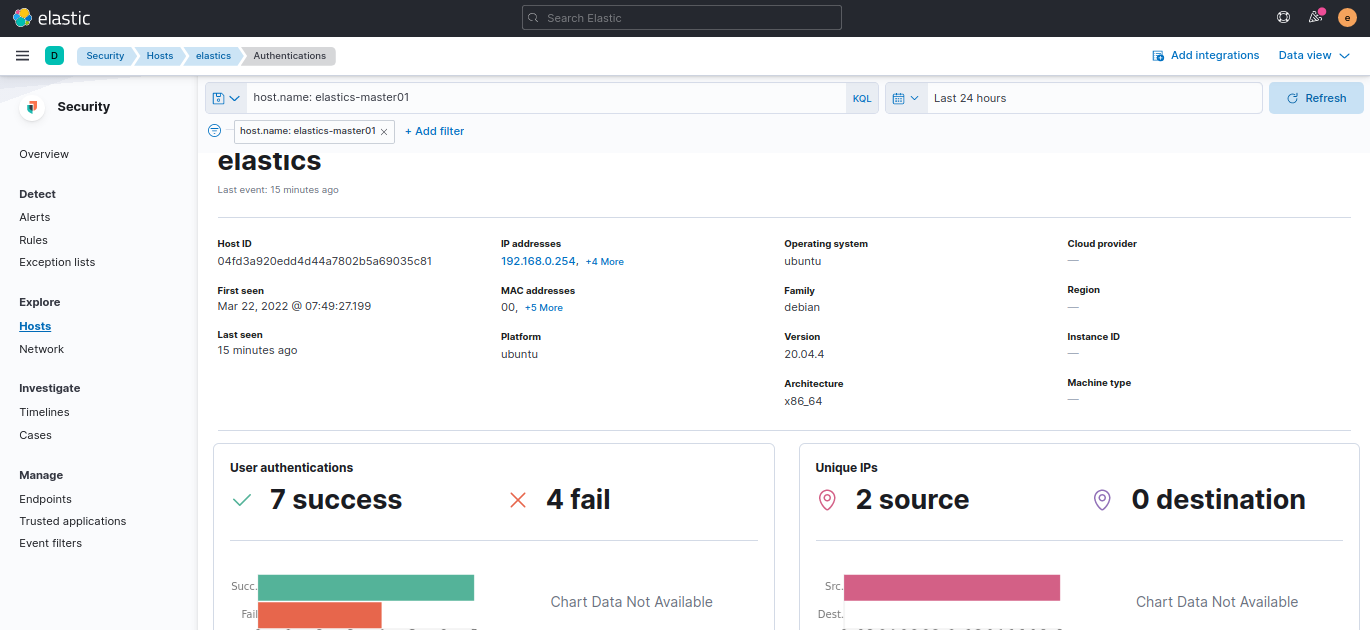 elastic
Search Elastic
e
D
Security
Hosts
elastics
Authentications
Add integrations
Data view
Security
Overview
Detect
Alerts
Rules
Exception lists
Explore
Hosts
Network
Investigate
Timelines
Cases
Manage
Endpoints
Trusted applications
Event filters
host.name: elastics-master01
KQL
Last 24 hours
Refresh
host.name: elastics-master01 ×
+ Add filter
elastics
Last event: 15 minutes ago
Host ID
04fd3a920edd4d44a7802b5a69035c81
First seen
Mar 22, 2022 @ 07:49:27.199
Last seen
15 minutes ago
IP addresses
192.168.0.254, +4 More
MAC addresses
00, +5 More
Platform
ubuntu
Operating system
ubuntu
Family
debian
Version
20.04.4
Architecture
x86_64
Cloud provider
—
Region
—
Instance ID
—
Machine type
—
User authentications
7 success
4 fail
Succ.
Fail
Chart Data Not Available
Unique IPs
2 source
0 destination
Src.
Dest.
Chart Data Not Available